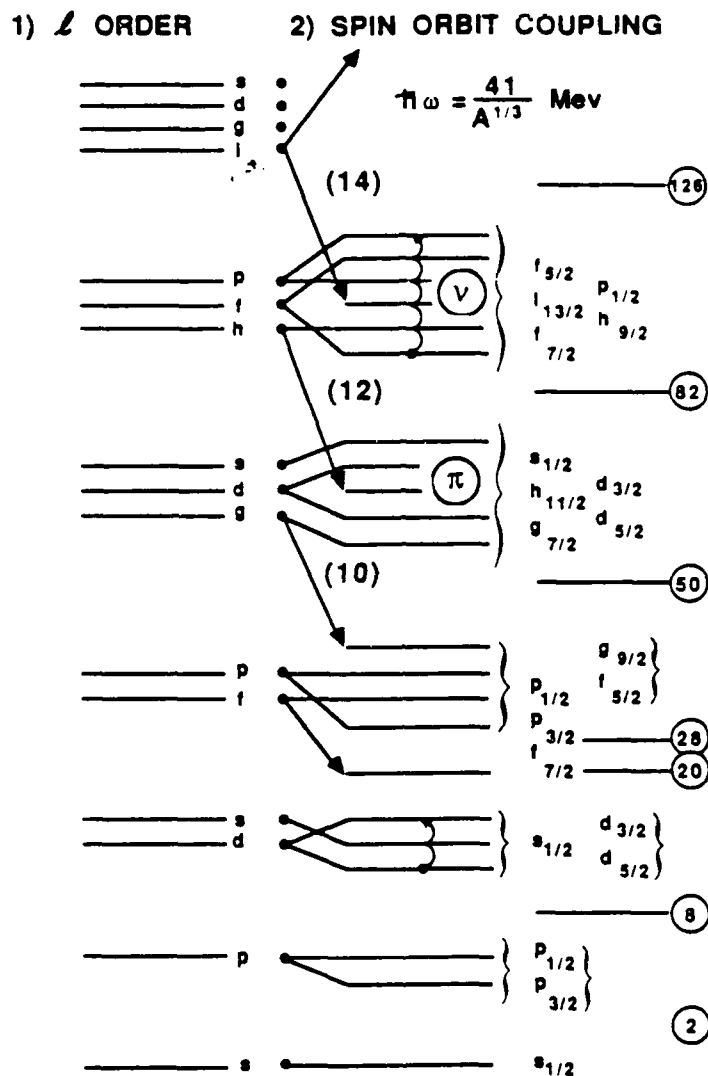 1) ℓ ORDER 2) SPIN ORBIT COUPLING
s
d
g
i
ħω = 41 / A^1/3 Mev
(14)
126
p
f
h
ν
f 5/2
i 13/2 p 1/2
f 7/2 h 9/2
(12)
82
s
d
g
π
s 1/2
h 11/2 d 3/2
g 7/2 d 5/2
(10)
50
p
f
g 9/2
p 1/2 f 5/2
p 3/2
28
f 7/2
20
s
d
s 1/2 d 3/2
d 5/2
8
p
p 1/2
p 3/2
2
s
s 1/2